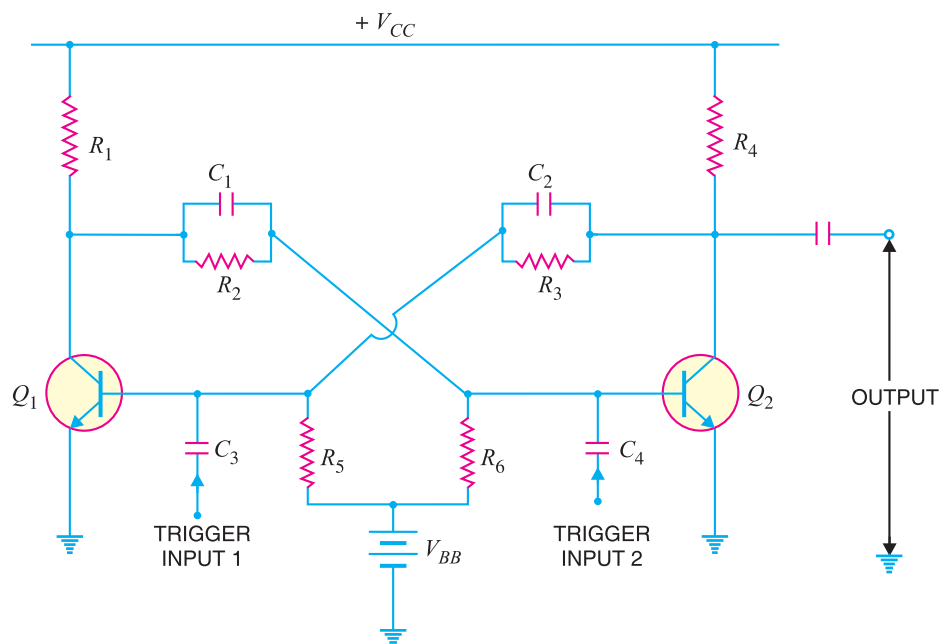 + V_CC
R_1
R_4
C_1
C_2
R_2
R_3
Q_1
Q_2
OUTPUT
C_3
R_5
R_6
C_4
TRIGGER
INPUT 1
TRIGGER
INPUT 2
V_BB